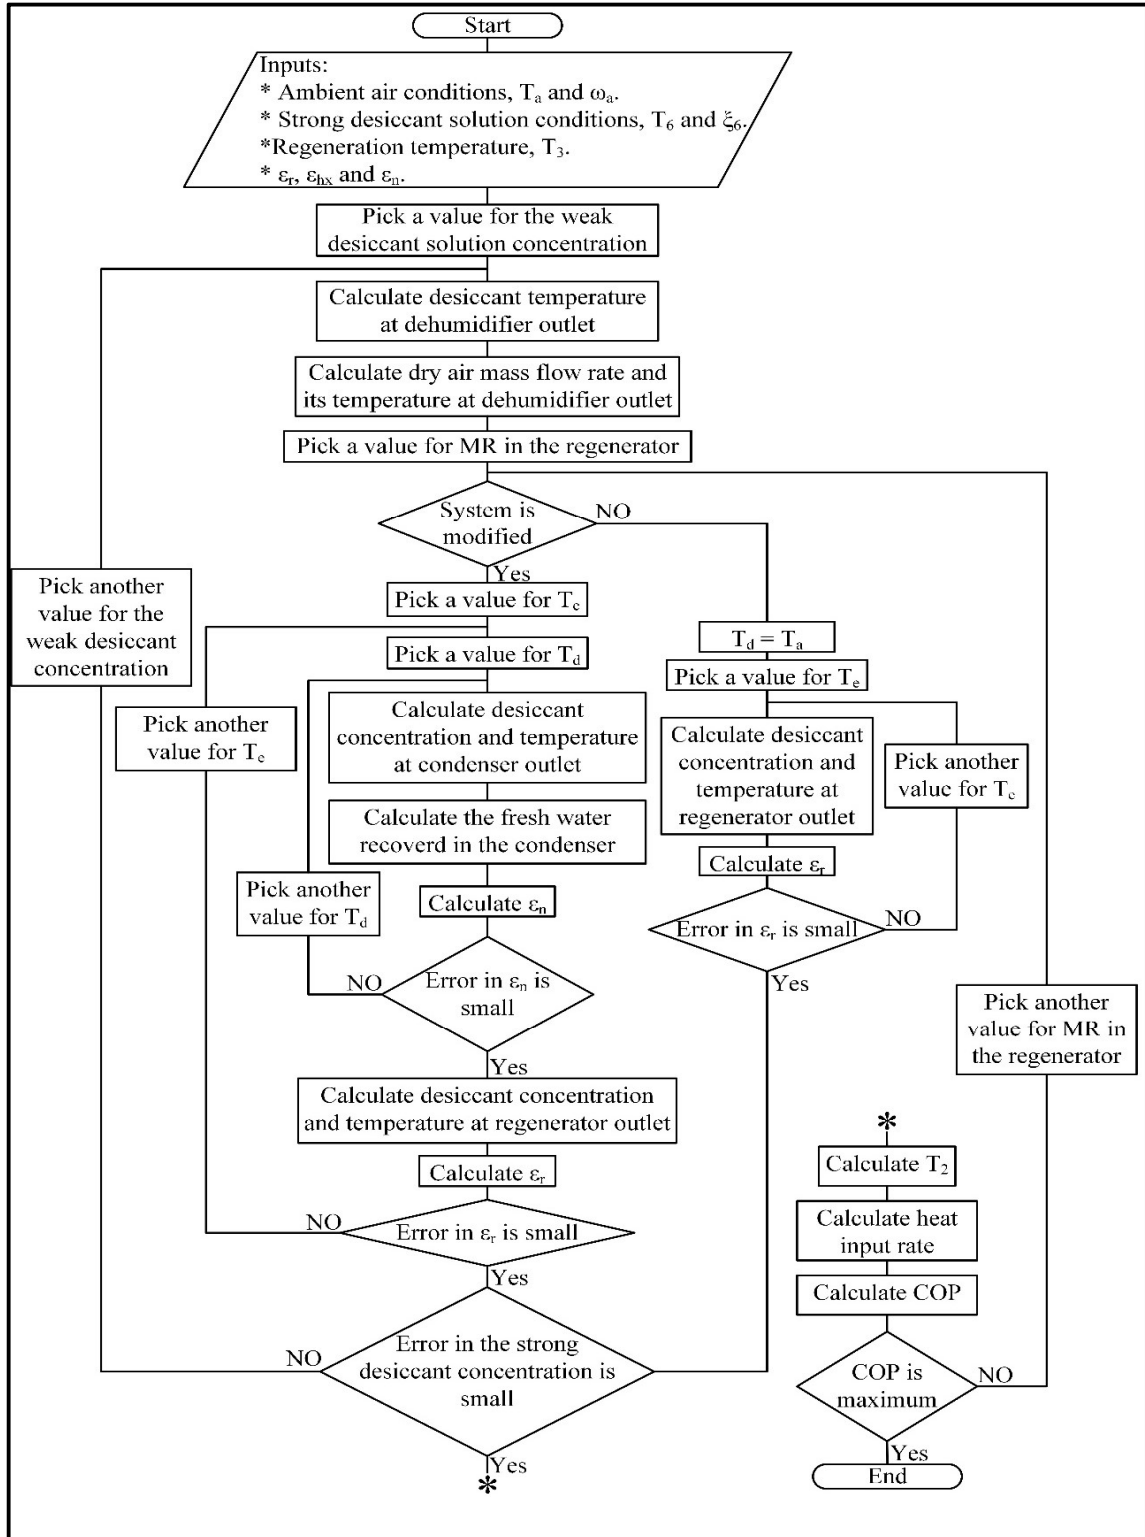 Start
Inputs:
* Ambient air conditions, Tₐ and ωₐ.
* Strong desiccant solution conditions, T₆ and ξ₆.
*Regeneration temperature, T₃.
* εᵣ, εₕₓ and εₙ.
Pick a value for the weak
desiccant solution concentration
Calculate desiccant temperature
at dehumidifier outlet
Calculate dry air mass flow rate and
its temperature at dehumidifier outlet
Pick a value for MR in the regenerator
System is
modified
NO
Yes
Pick a value for Tₑ
Pick a value for T_d
Pick another
value for the
weak desiccant
concentration
Pick another
value for Tₑ
Calculate desiccant
concentration and temperature
at condenser outlet
Calculate the fresh water
recoverd in the condenser
Pick another
value for T_d
Calculate εₙ
NO
Error in εₙ is
small
Yes
Calculate desiccant concentration
and temperature at regenerator outlet
Calculate εᵣ
NO
Error in εᵣ is small
Yes
NO
Error in the strong
desiccant concentration is
small
Yes
*
T_d = Tₐ
Pick a value for Tₑ
Calculate desiccant
concentration and
temperature at
regenerator outlet
Pick another
value for Tₑ
Calculate εᵣ
Error in εᵣ is small
NO
Yes
Pick another
value for MR in
the regenerator
*
Calculate T₂
Calculate heat
input rate
Calculate COP
COP is
maximum
NO
Yes
End